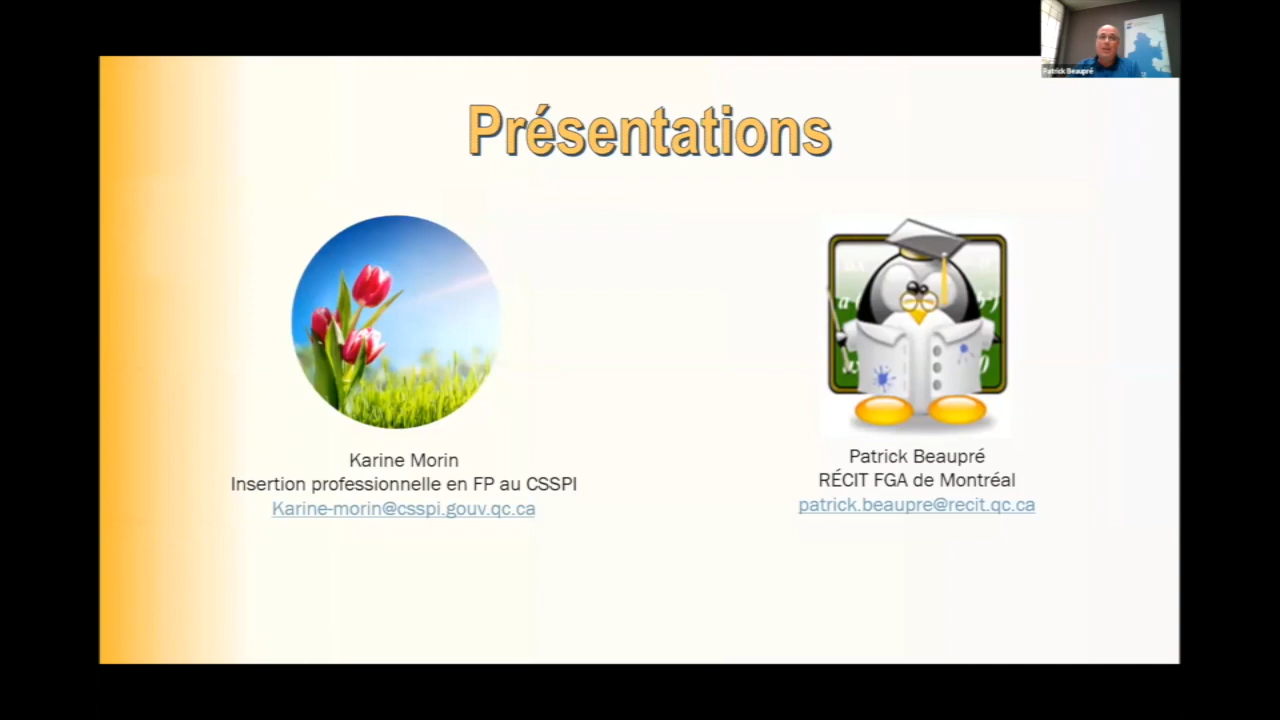 Patrick Beaupré
Présentations
Karine Morin
Insertion professionnelle en FP au CSSPI
Karine-morin@csspi.gouv.qc.ca
Patrick Beaupré
RÉCIT FGA de Montréal
patrick.beaupre@recit.qc.ca